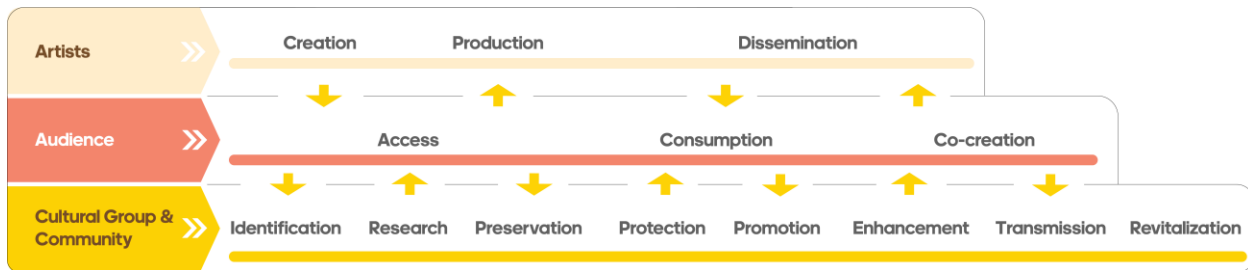 Artists
Creation Production Dissemination
Audience
Access Consumption Co-creation
Cultural Group &
Community
Identification Research Preservation Protection Promotion Enhancement Transmission Revitalization